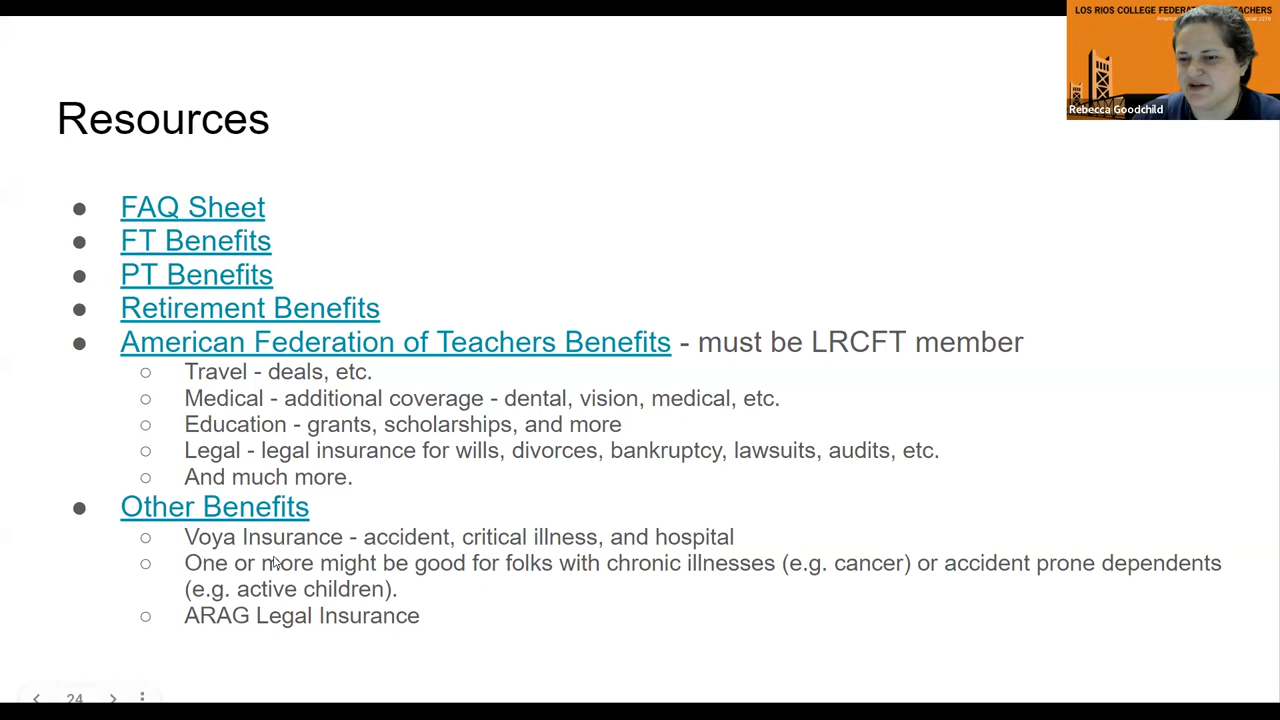 LOS RIOS COLLEGE FEDERA ACHERS
Rebecca Goodchild
Resources
● FAQ Sheet
● FT Benefits
● PT Benefits
● Retirement Benefits
● American Federation of Teachers Benefits - must be LRCFT member
○ Travel - deals, etc.
○ Medical - additional coverage - dental, vision, medical, etc.
○ Education - grants, scholarships, and more
○ Legal - legal insurance for wills, divorces, bankruptcy, lawsuits, audits, etc.
○ And much more.
● Other Benefits
○ Voya Insurance - accident, critical illness, and hospital
○ One or more might be good for folks with chronic illnesses (e.g. cancer) or accident prone dependents
(e.g. active children).
○ ARAG Legal Insurance
24